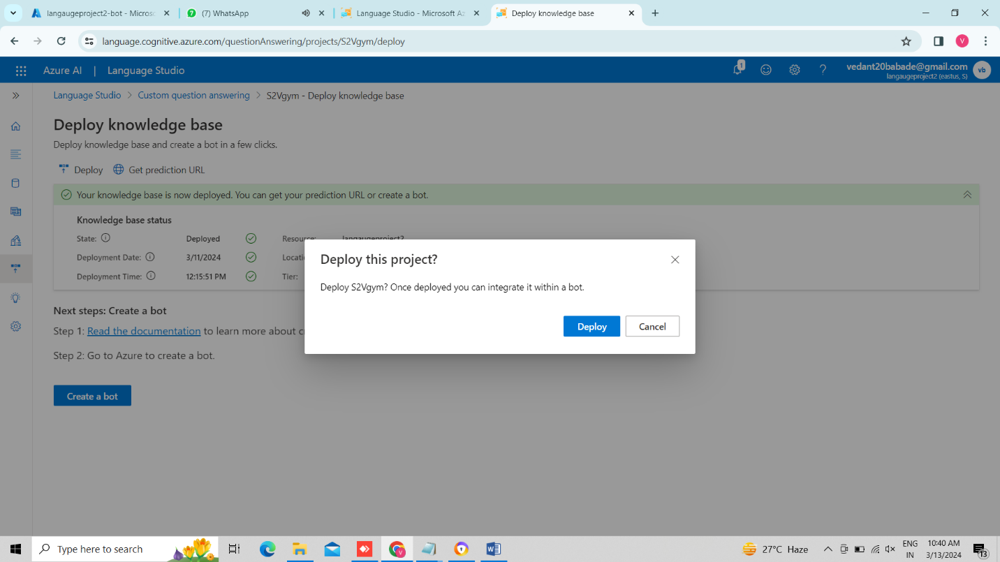 langaugeproject2-bot - Micros
(7) WhatsApp
Language Studio - Microsoft Az
Deploy knowledge base
language.cognitive.azure.com/questionAnswering/projects/S2Vgym/deploy
V
Azure AI | Language Studio
1
vedant20babade@gmail.com
langaugeproject2 (eastus, S)
vb
Language Studio > Custom question answering > S2Vgym - Deploy knowledge base
Deploy knowledge base
Deploy knowledge base and create a bot in a few clicks.
Deploy Get prediction URL
Your knowledge base is now deployed. You can get your prediction URL or create a bot.
Knowledge base status
State: Deployed Resource: langaugeproject2
Deployment Date: 3/11/2024 Locati
Deployment Time: 12:15:51 PM Tier:
Deploy this project?
Deploy S2Vgym? Once deployed you can integrate it within a bot.
Deploy Cancel
Next steps: Create a bot
Step 1: Read the documentation to learn more about c
Step 2: Go to Azure to create a bot.
Create a bot
Type here to search
27°C Haze
ENG
IN
10:40 AM
3/13/2024
13